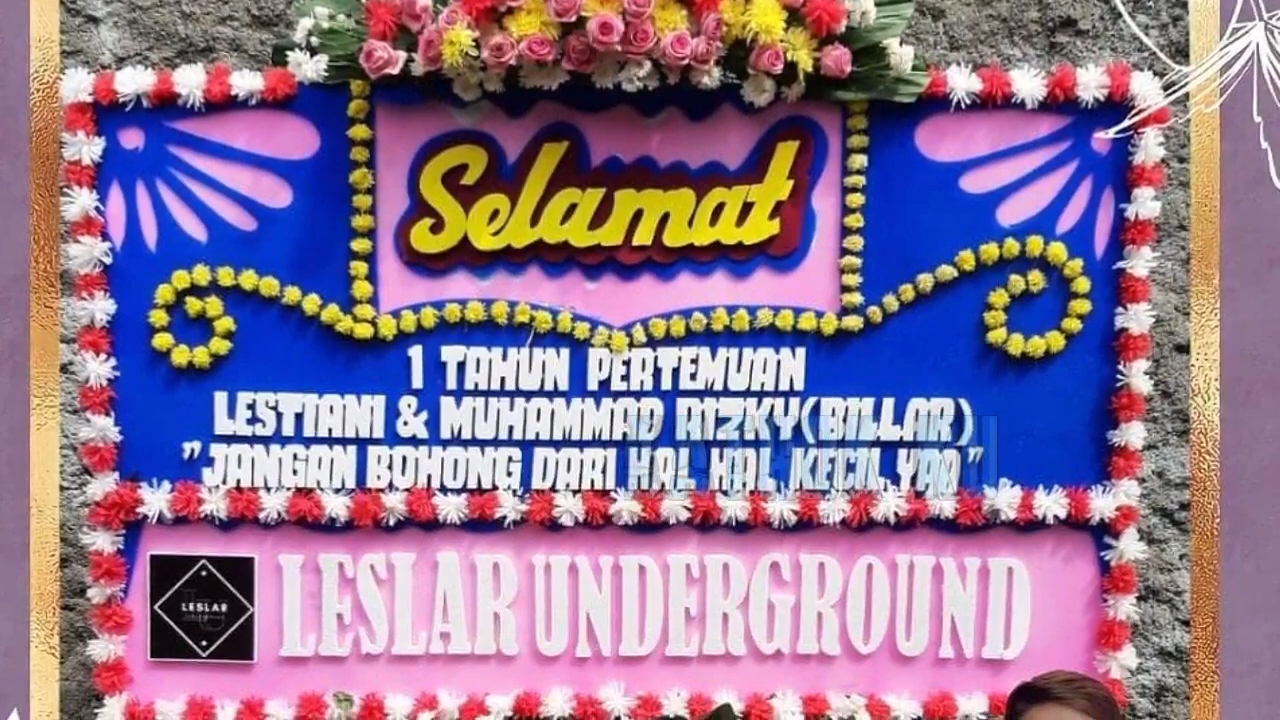 Selamat
1 TAHUN PERTEMUAN
LESTIANI & MUHAMMAD RIZKY(BILLAR)
"JANGAN BOHONG DARI HAL HAL KECIL YAA"
LESLAR
LESLAR UNDERGROUND